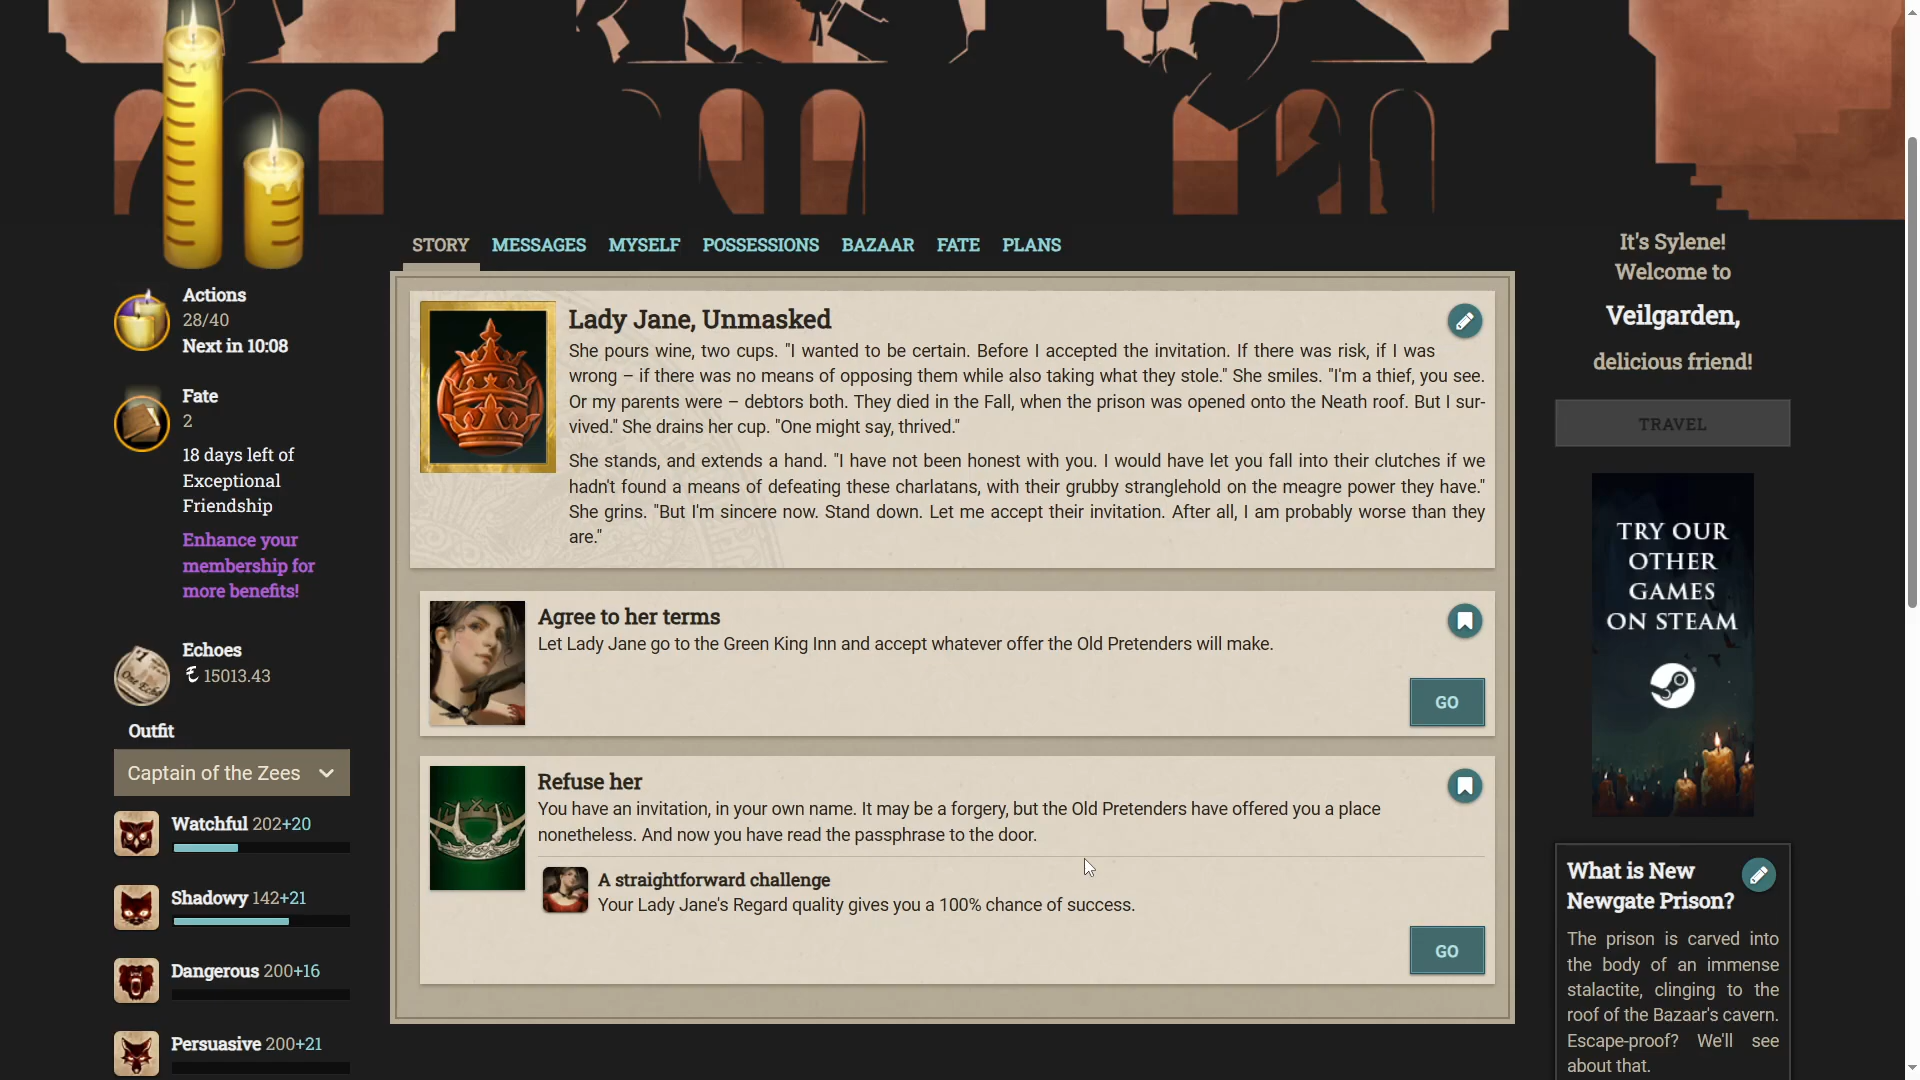 STORY MESSAGES MYSELF POSSESSIONS BAZAAR FATE PLANS
Actions
28/40
Next in 10:08
Fate
2
18 days left of
Exceptional
Friendship
Enhance your
membership for
more benefits!
Echoes
15013.43
Outfit
Captain of the Zees
Watchful 202+20
Shadowy 142+21
Dangerous 200+16
Persuasive 200+21
Lady Jane, Unmasked
She pours wine, two cups. "I wanted to be certain. Before I accepted the invitation. If there was risk, if I was
wrong – if there was no means of opposing them while also taking what they stole." She smiles. "I'm a thief, you see.
Or my parents were – debtors both. They died in the Fall, when the prison was opened onto the Neath roof. But I sur-
vived." She drains her cup. "One might say, thrived."
She stands, and extends a hand. "I have not been honest with you. I would have let you fall into their clutches if we
hadn't found a means of defeating these charlatans, with their grubby stranglehold on the meagre power they have."
She grins. "But I'm sincere now. Stand down. Let me accept their invitation. After all, I am probably worse than they
are."
Agree to her terms
Let Lady Jane go to the Green King Inn and accept whatever offer the Old Pretenders will make.
GO
Refuse her
You have an invitation, in your own name. It may be a forgery, but the Old Pretenders have offered you a place
nonetheless. And now you have read the passphrase to the door.
A straightforward challenge
Your Lady Jane's Regard quality gives you a 100% chance of success.
GO
It's Sylene!
Welcome to
Veilgarden,
delicious friend!
TRAVEL
TRY OUR
OTHER
GAMES
ON STEAM
What is New
Newgate Prison?
The prison is carved into
the body of an immense
stalactite, clinging to the
roof of the Bazaar's cavern.
Escape-proof? We'll see
about that.